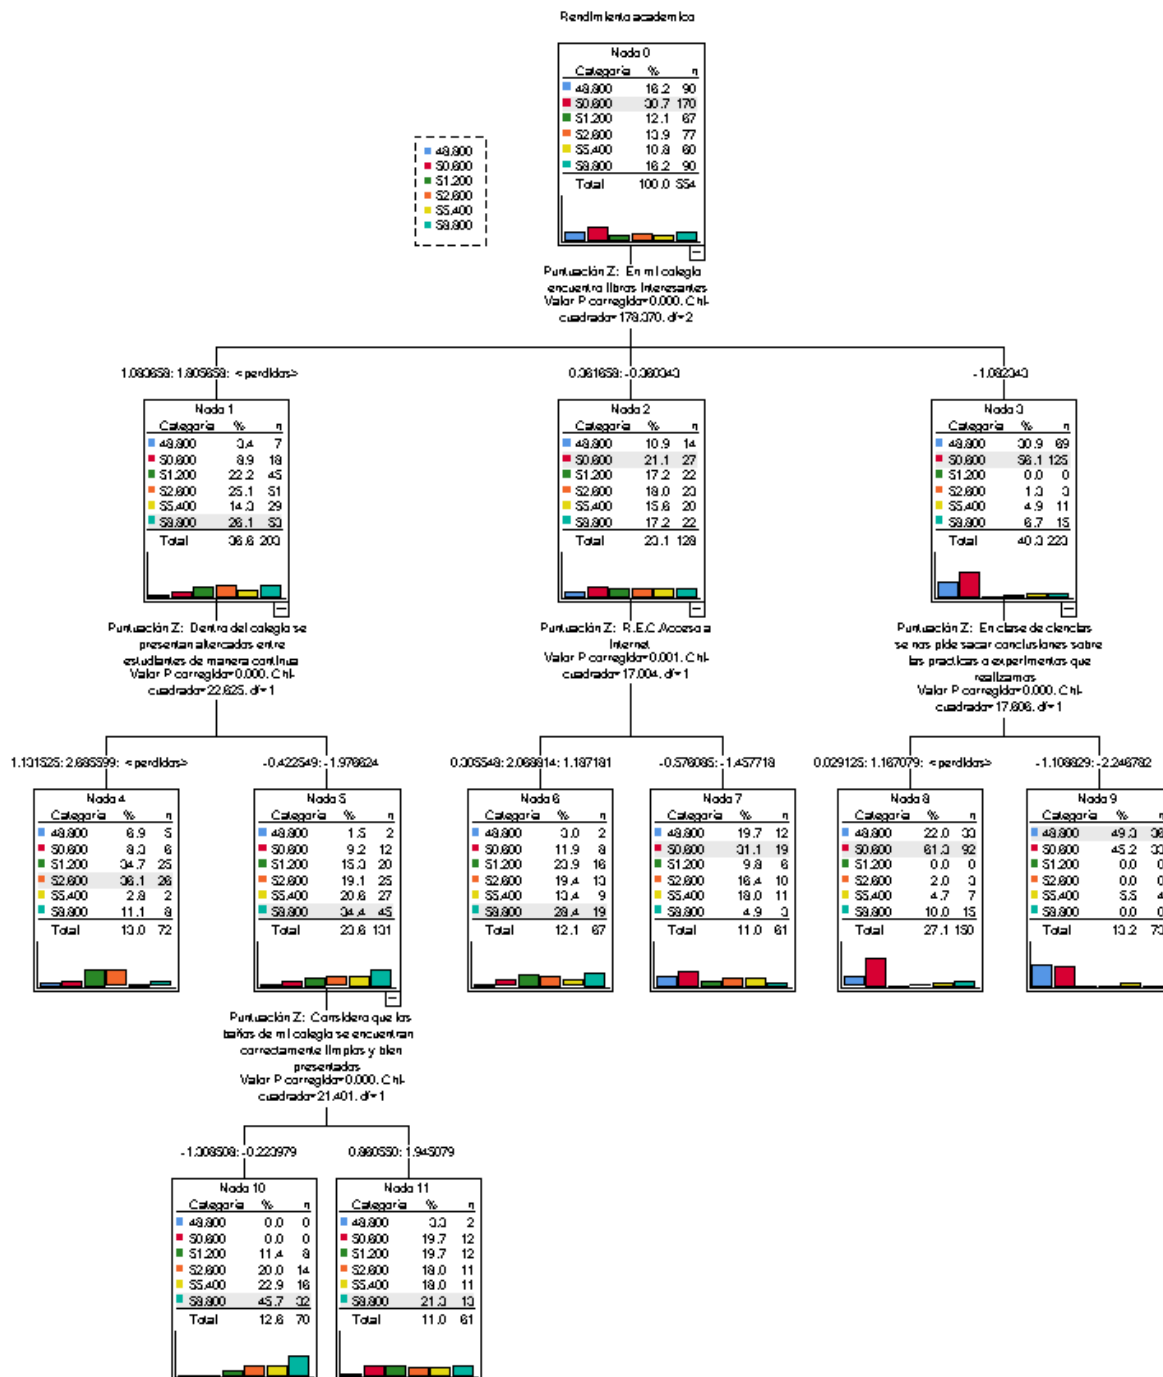 Rendimiento academico
Nodo 0
Categoria % n
48.800 16.2 90
50.600 30.7 170
51.200 12.1 67
52.600 13.9 77
55.400 10.8 60
58.800 16.2 90
Total 100.0 554
48.800
50.600
51.200
52.600
55.400
58.800
Puntuación Z: En mi colegio
encuentro libros interesantes
Valor P corregido=0.000. Chi-
cuadrado=178.370. df=2
1.083658; 1.805658; <perdidos>
0.361658; -0.360343
-1.082343
Nodo 1
Categoria % n
48.800 3.4 7
50.600 8.9 18
51.200 22.2 45
52.600 25.1 51
55.400 14.3 29
58.800 26.1 53
Total 36.6 203
Nodo 2
Categoria % n
48.800 10.9 14
50.600 21.1 27
51.200 17.2 22
52.600 18.0 23
55.400 15.6 20
58.800 17.2 22
Total 23.1 128
Nodo 3
Categoria % n
48.800 30.9 69
50.600 56.1 125
51.200 0.0 0
52.600 1.3 3
55.400 4.9 11
58.800 6.7 15
Total 40.3 223
Puntuación Z: Dentro del colegio se
presentan altercados entre
estudiantes de manera continua
Valor P corregido=0.000. Chi-
cuadrado=22.625. df=1
Puntuación Z: R.E.C.Acceso a
Internet
Valor P corregido=0.001. Chi-
cuadrado=17.004. df=1
Puntuación Z: En clase de ciencias
se nos pide sacar conclusiones sobre
las practicas o experimentos que
realizamos
Valor P corregido=0.000. Chi-
cuadrado=17.606. df=1
1.131525; 2.685599; <perdidos>
-0.422549; -1.976624
0.305548; 2.068814; 1.187181
-0.576085; -1.457718
0.029125; 1.167079; <perdidos>
-1.108829; -2.246782
Nodo 4
Categoria % n
48.800 6.9 5
50.600 8.3 6
51.200 34.7 25
52.600 36.1 26
55.400 2.8 2
58.800 11.1 8
Total 13.0 72
Nodo 5
Categoria % n
48.800 1.5 2
50.600 9.2 12
51.200 15.3 20
52.600 19.1 25
55.400 20.6 27
58.800 34.4 45
Total 23.6 131
Nodo 6
Categoria % n
48.800 3.0 2
50.600 11.9 8
51.200 23.9 16
52.600 19.4 13
55.400 13.4 9
58.800 28.4 19
Total 12.1 67
Nodo 7
Categoria % n
48.800 19.7 12
50.600 31.1 19
51.200 9.8 6
52.600 16.4 10
55.400 18.0 11
58.800 4.9 3
Total 11.0 61
Nodo 8
Categoria % n
48.800 22.0 33
50.600 61.3 92
51.200 0.0 0
52.600 2.0 3
55.400 4.7 7
58.800 10.0 15
Total 27.1 150
Nodo 9
Categoria % n
48.800 49.3 36
50.600 45.2 33
51.200 0.0 0
52.600 0.0 0
55.400 5.5 4
58.800 0.0 0
Total 13.2 73
Puntuación Z: Considera que los
baños de mi colegio se encuentran
correctamente limpios y bien
presentados
Valor P corregido=0.000. Chi-
cuadrado=21.401. df=1
-1.308508; -0.223979
0.860550; 1.945079
Nodo 10
Categoria % n
48.800 0.0 0
50.600 0.0 0
51.200 11.4 8
52.600 20.0 14
55.400 22.9 16
58.800 45.7 32
Total 12.6 70
Nodo 11
Categoria % n
48.800 3.3 2
50.600 19.7 12
51.200 19.7 12
52.600 18.0 11
55.400 18.0 11
58.800 21.3 13
Total 11.0 61